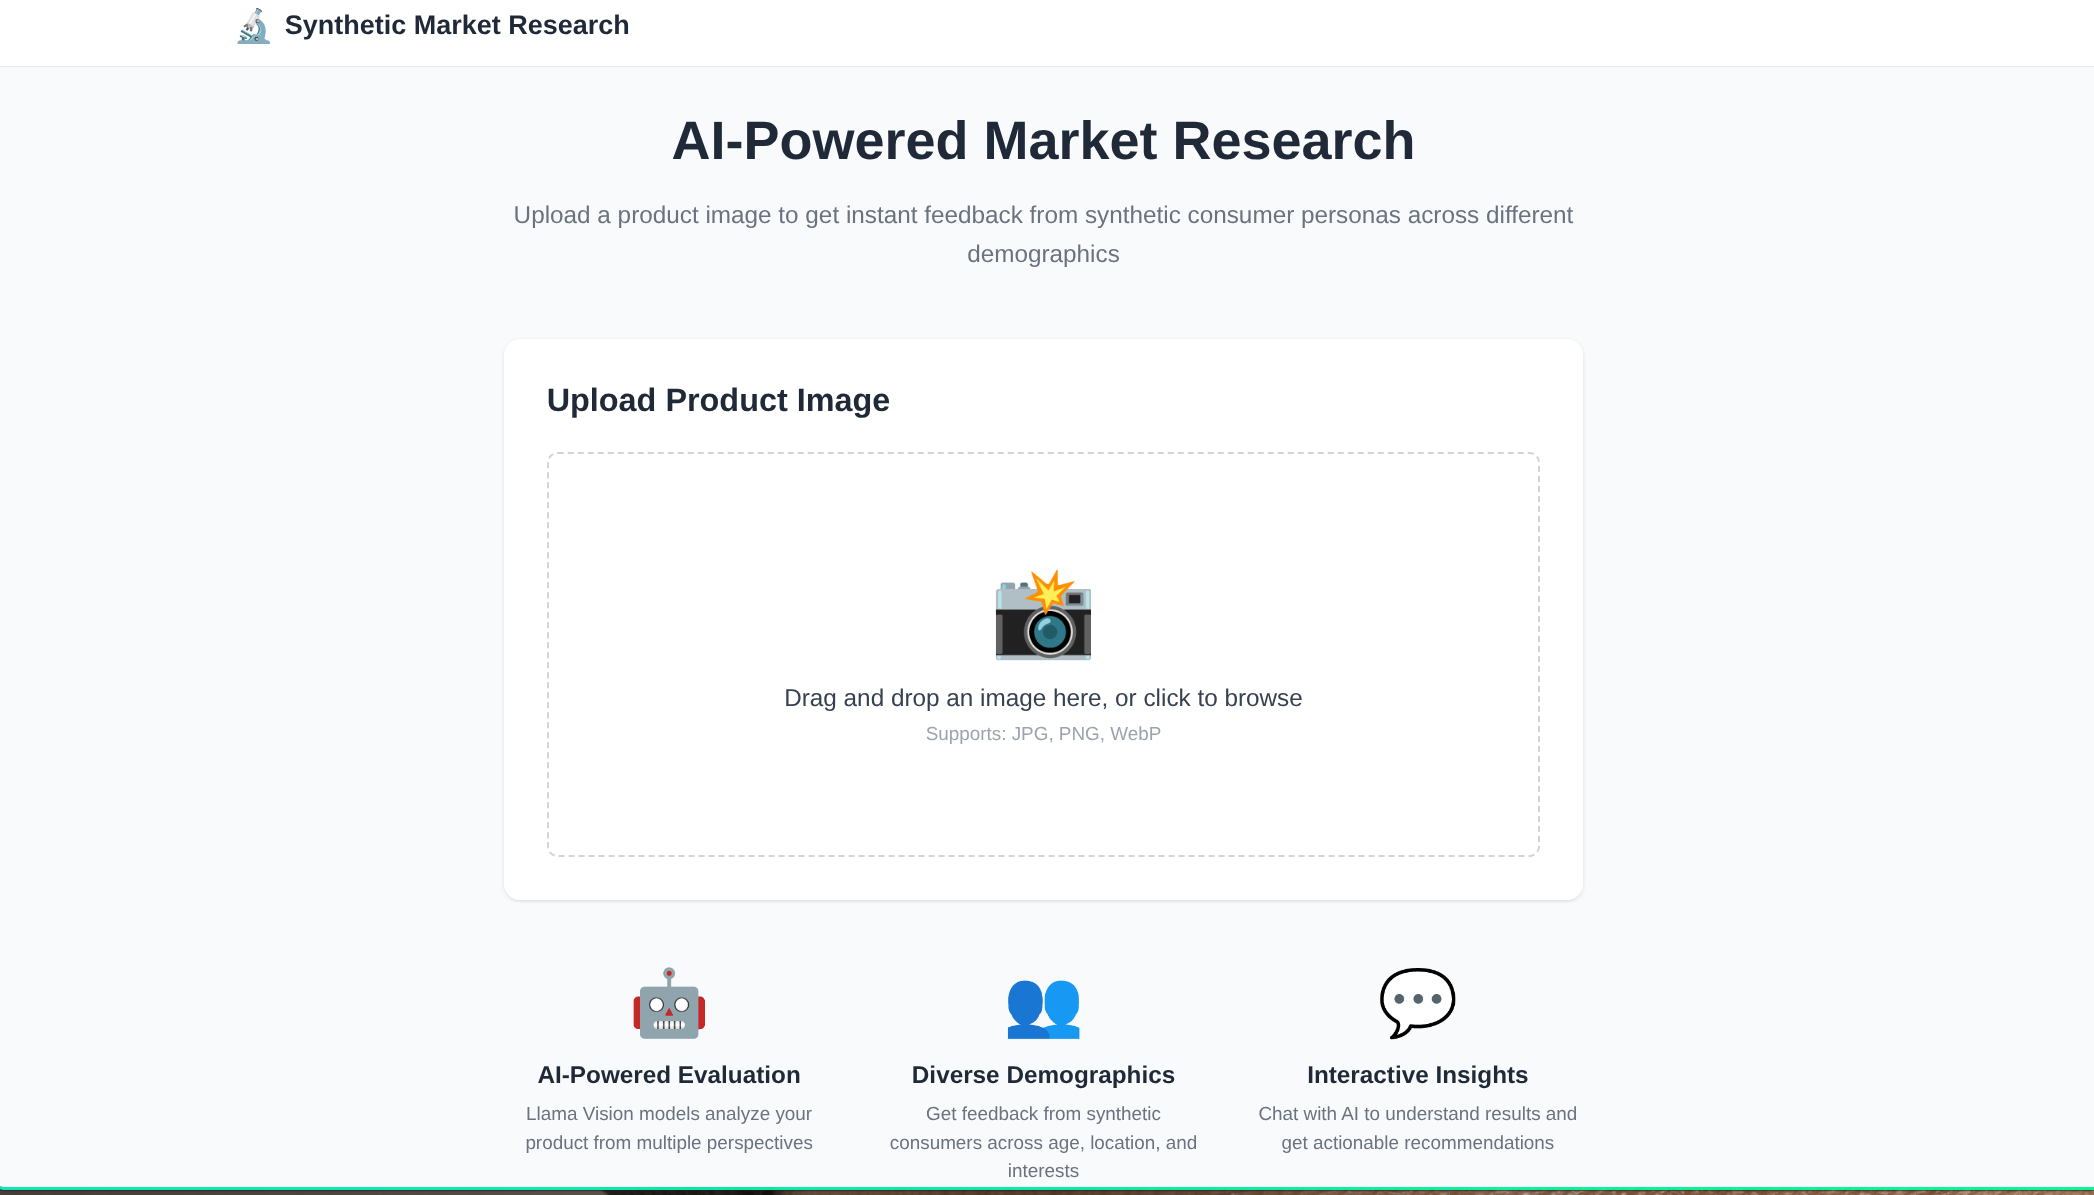 Synthetic Market Research
AI-Powered Market Research
Upload a product image to get instant feedback from synthetic consumer personas across different
demographics
Upload Product Image
Drag and drop an image here, or click to browse
Supports: JPG, PNG, WebP
AI-Powered Evaluation
Llama Vision models analyze your
product from multiple perspectives
Diverse Demographics
Get feedback from synthetic
consumers across age, location, and
interests
Interactive Insights
Chat with AI to understand results and
get actionable recommendations